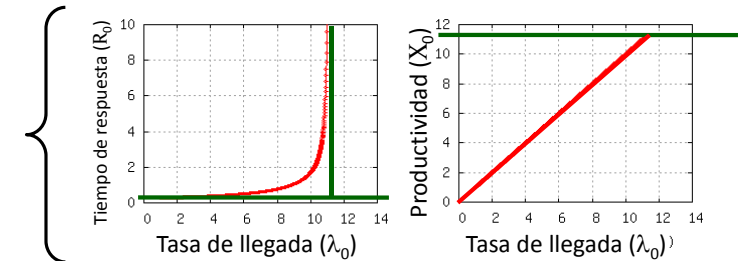 Tiempo de respuesta (R0)
10
8
6
4
2
0
0 2 4 6 8 10 12 14
Tasa de llegada (λ0)
Productividad (X0)
12
10
8
6
4
2
0
0 2 4 6 8 10 12 14
Tasa de llegada (λ0) )